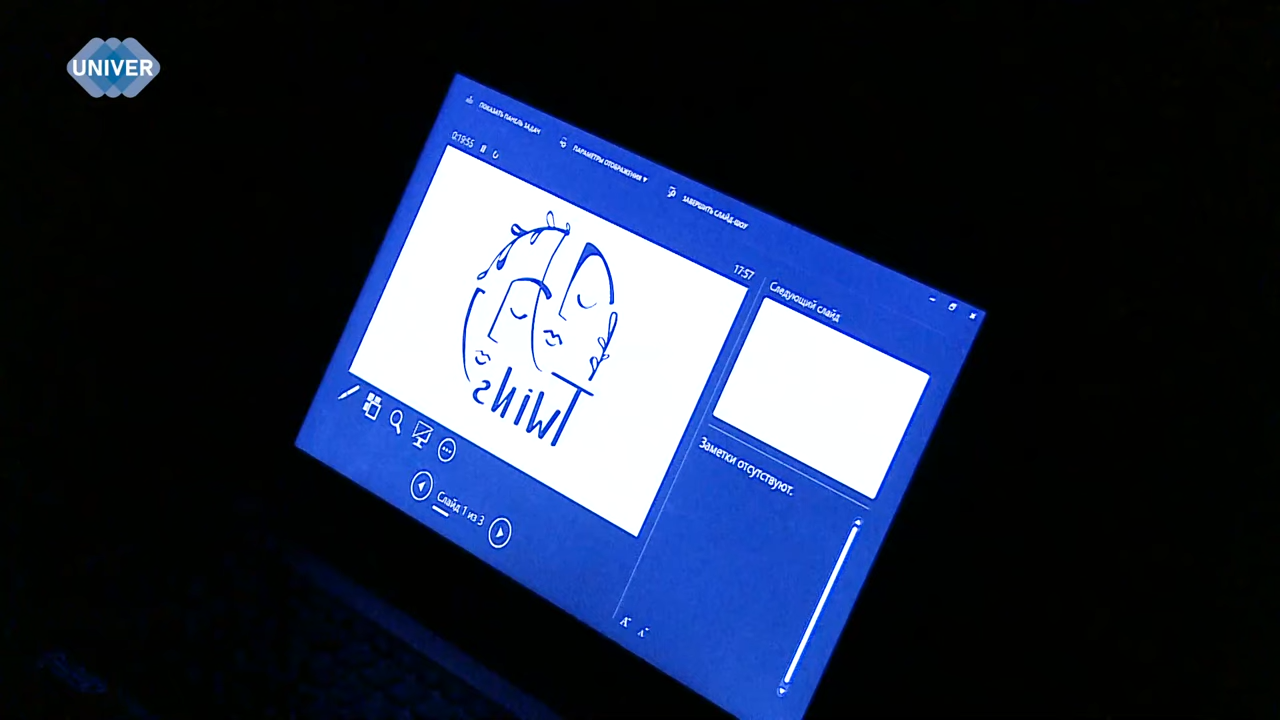 UNIVER
ПОКАЗАТЬ ПАНЕЛЬ ЗАДАЧ
ПАРАМЕТРЫ ОТОБРАЖЕНИЯ ▾
ЗАВЕРШИТЬ СЛАЙД-ШОУ
0:19:55
17:57
Следующий слайд
Twins
Заметки отсутствуют.
Слайд 1 из 3
A A